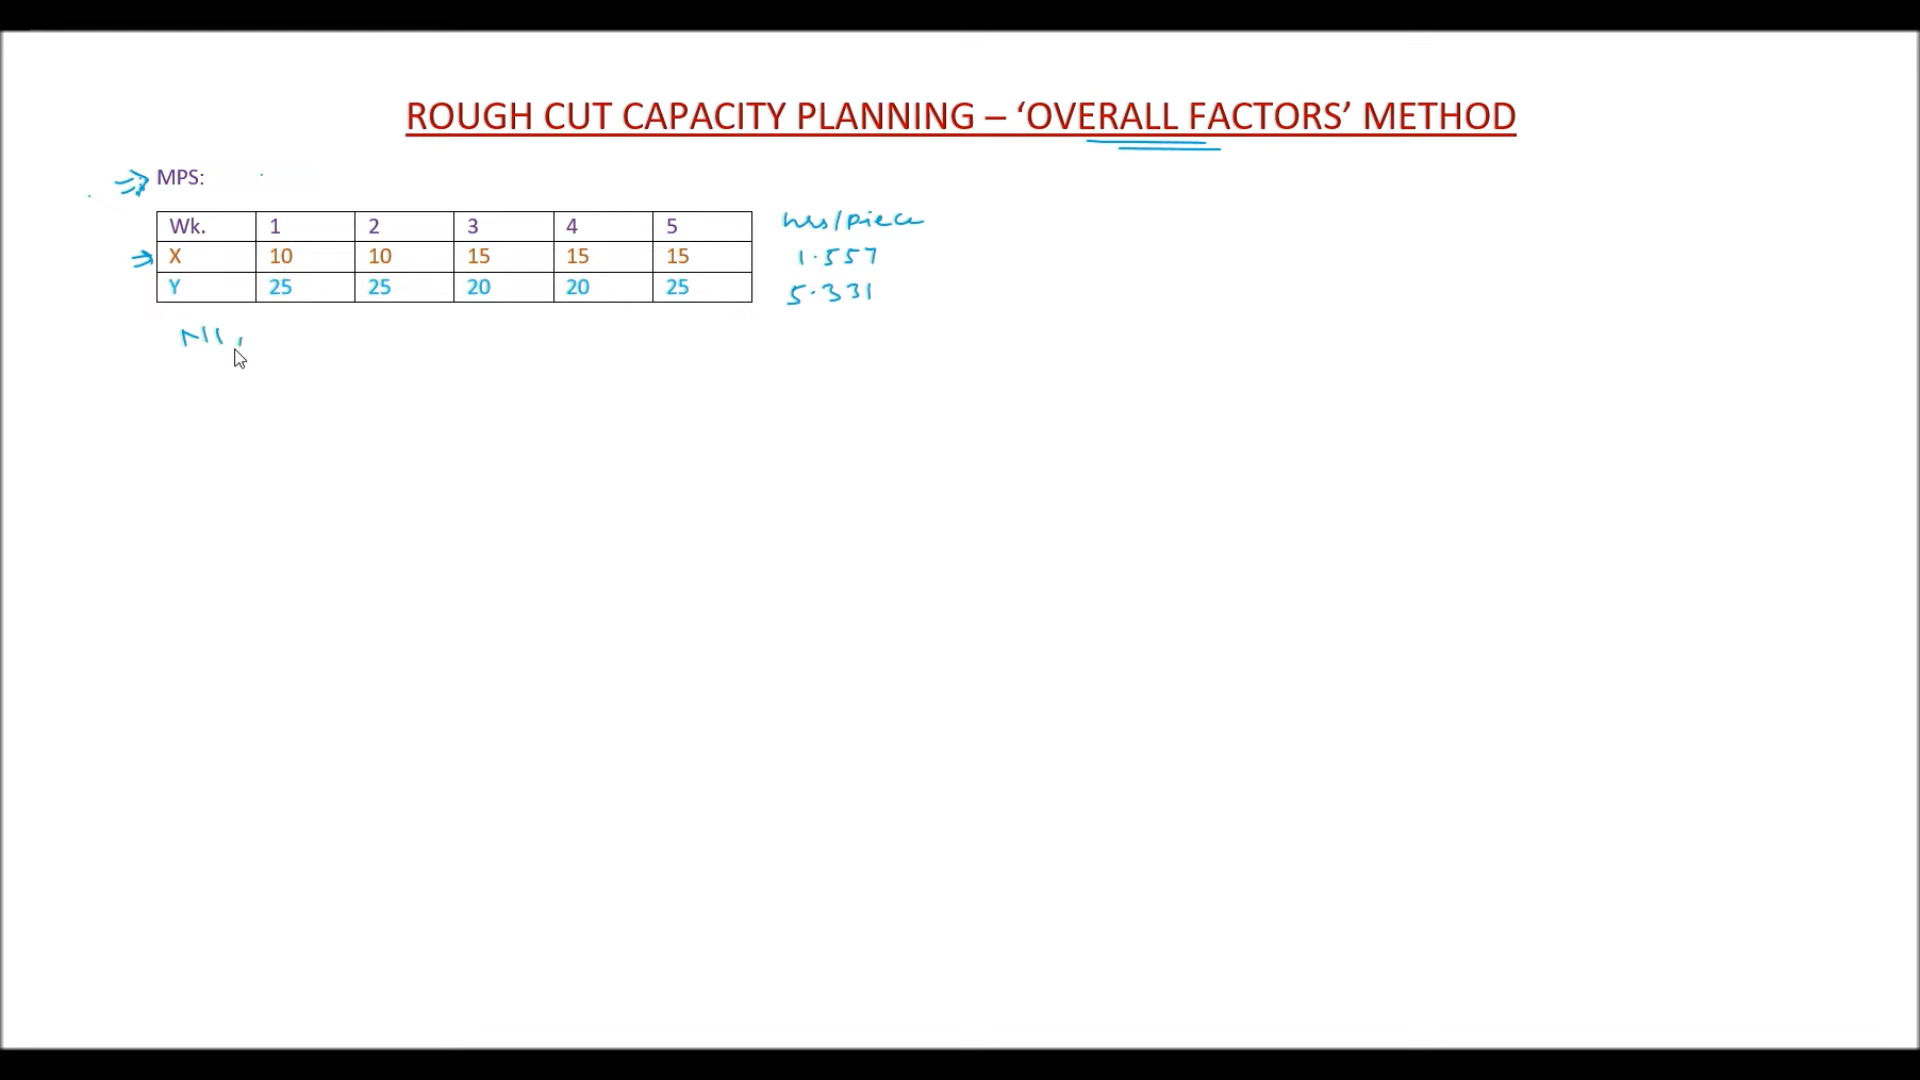 ROUGH CUT CAPACITY PLANNING – ‘OVERALL FACTORS’ METHOD
MPS:
Wk. 1 2 3 4 5 hrs/piece
X 10 10 15 15 15 1.557
Y 25 25 20 20 25 5.331